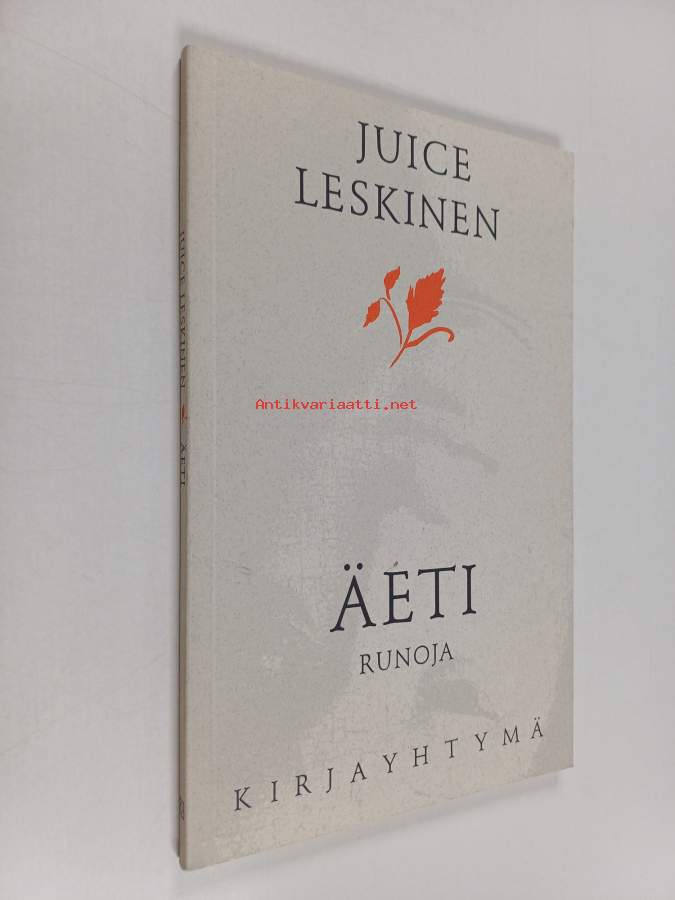 JUICE
LESKINEN
Antikvariaatti.net
ÄETI
RUNOJA
KIRJAYHTYMÄ
JUICE LESKINEN ÄETI